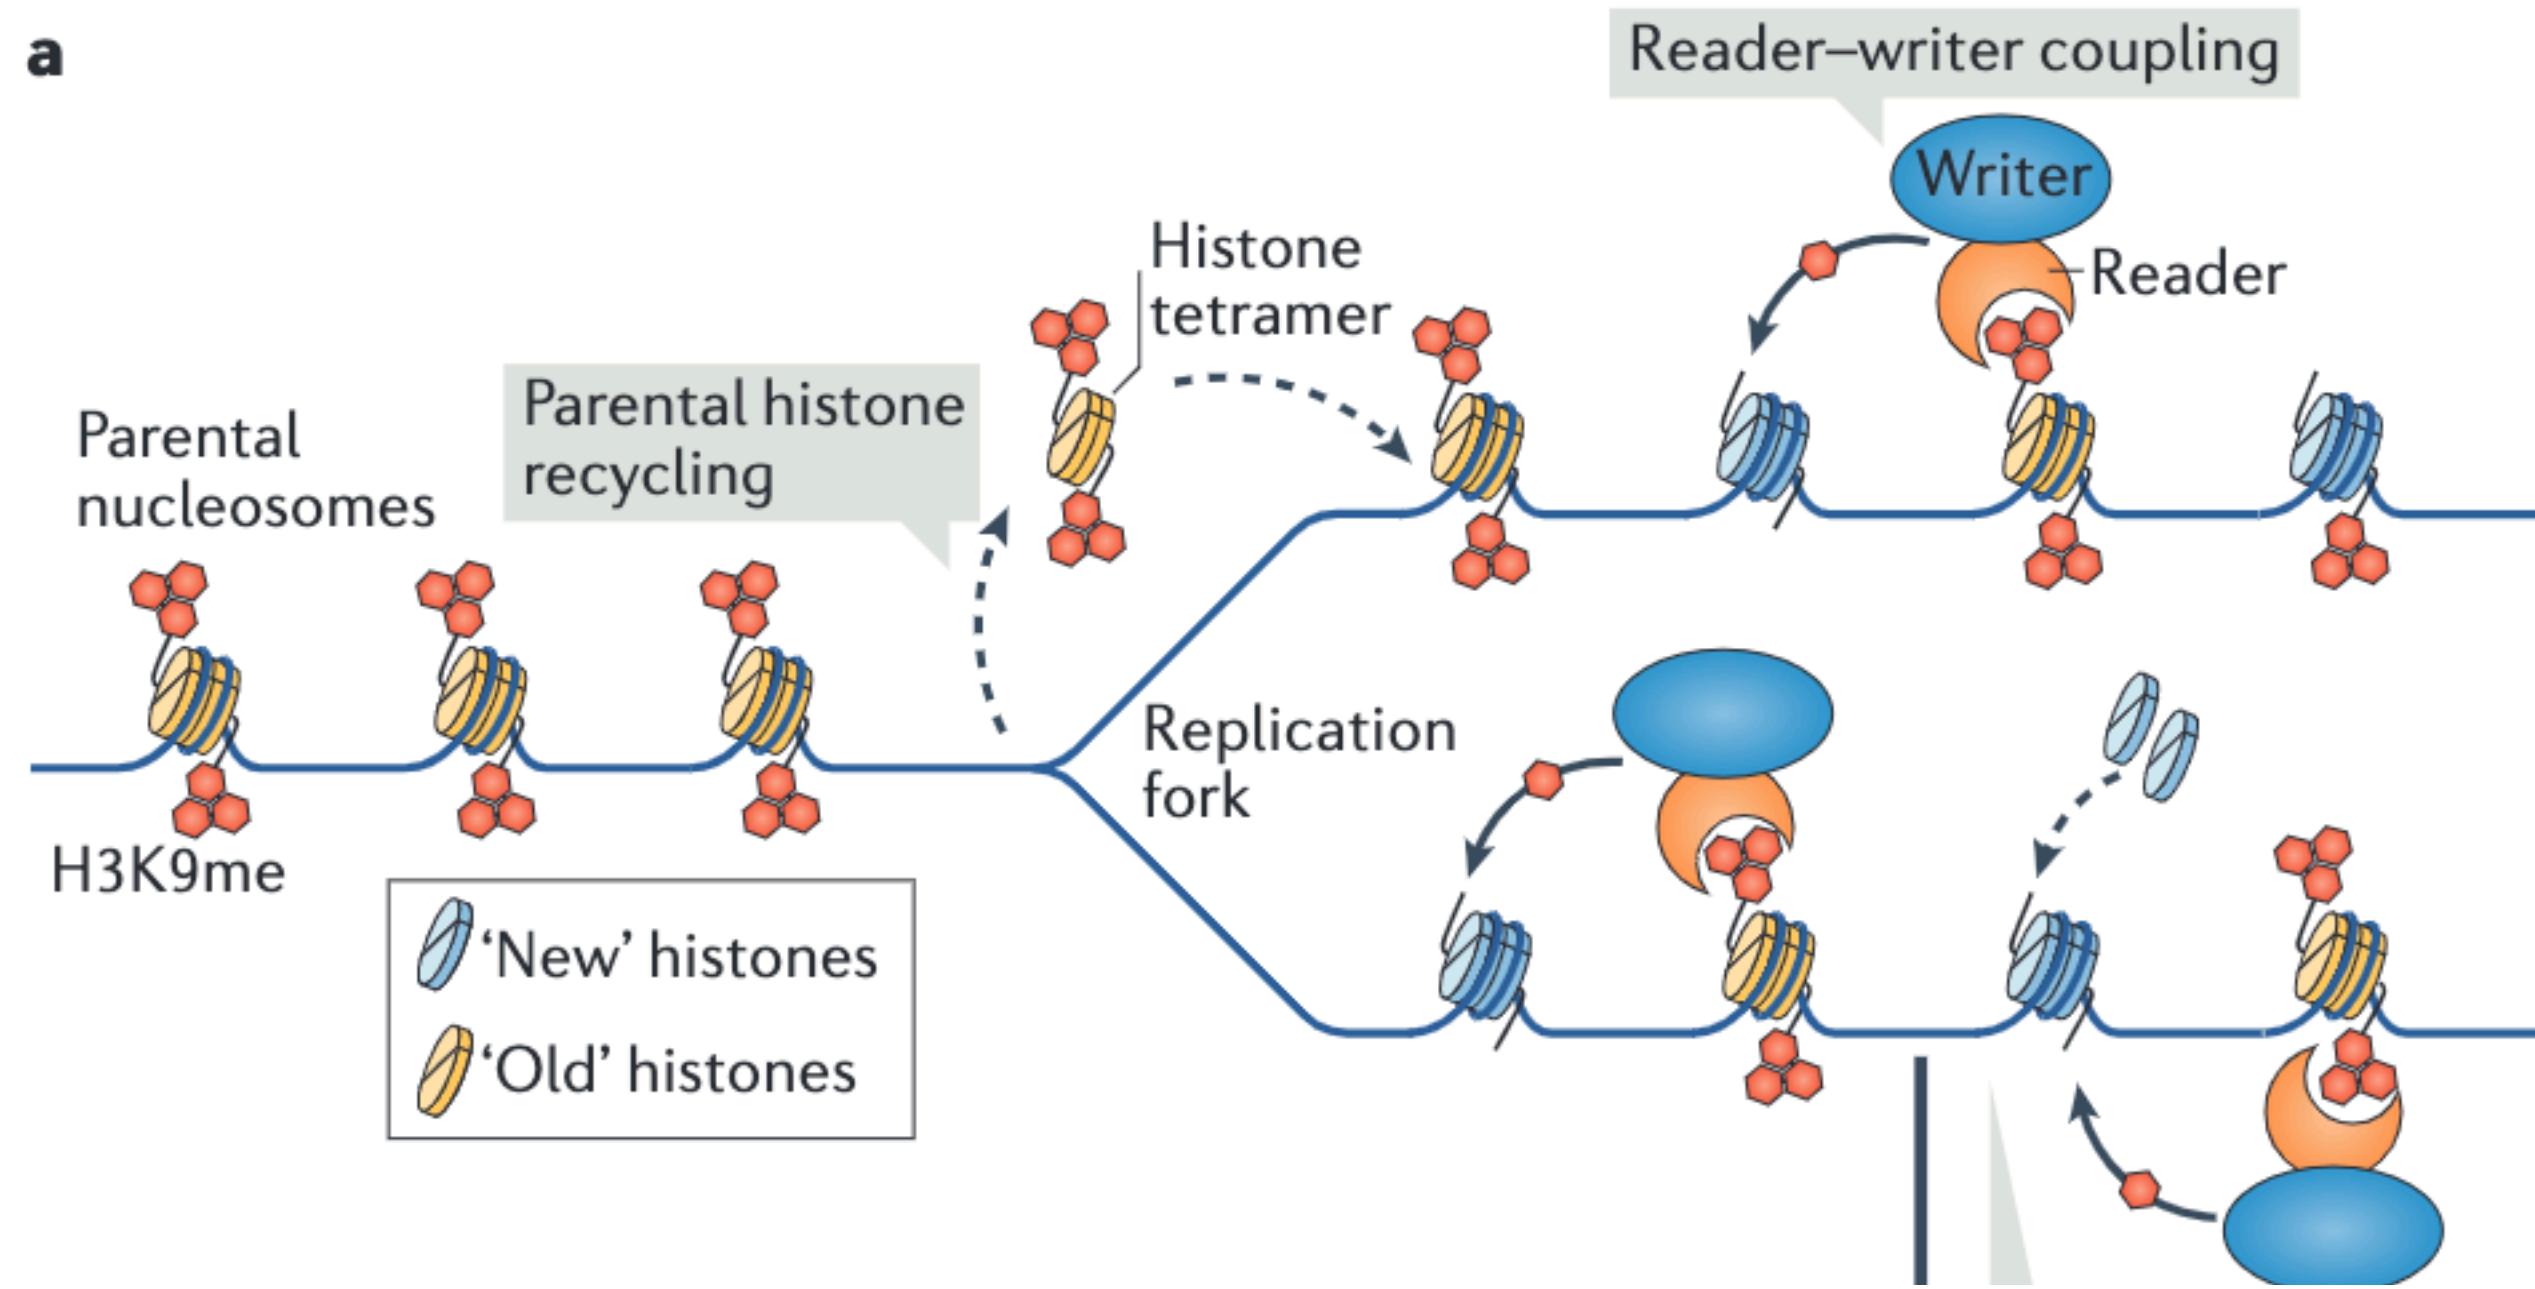 a
Reader–writer coupling
Writer
Reader
Histone
tetramer
Parental histone
recycling
Parental
nucleosomes
Replication
fork
H3K9me
‘New’ histones
‘Old’ histones